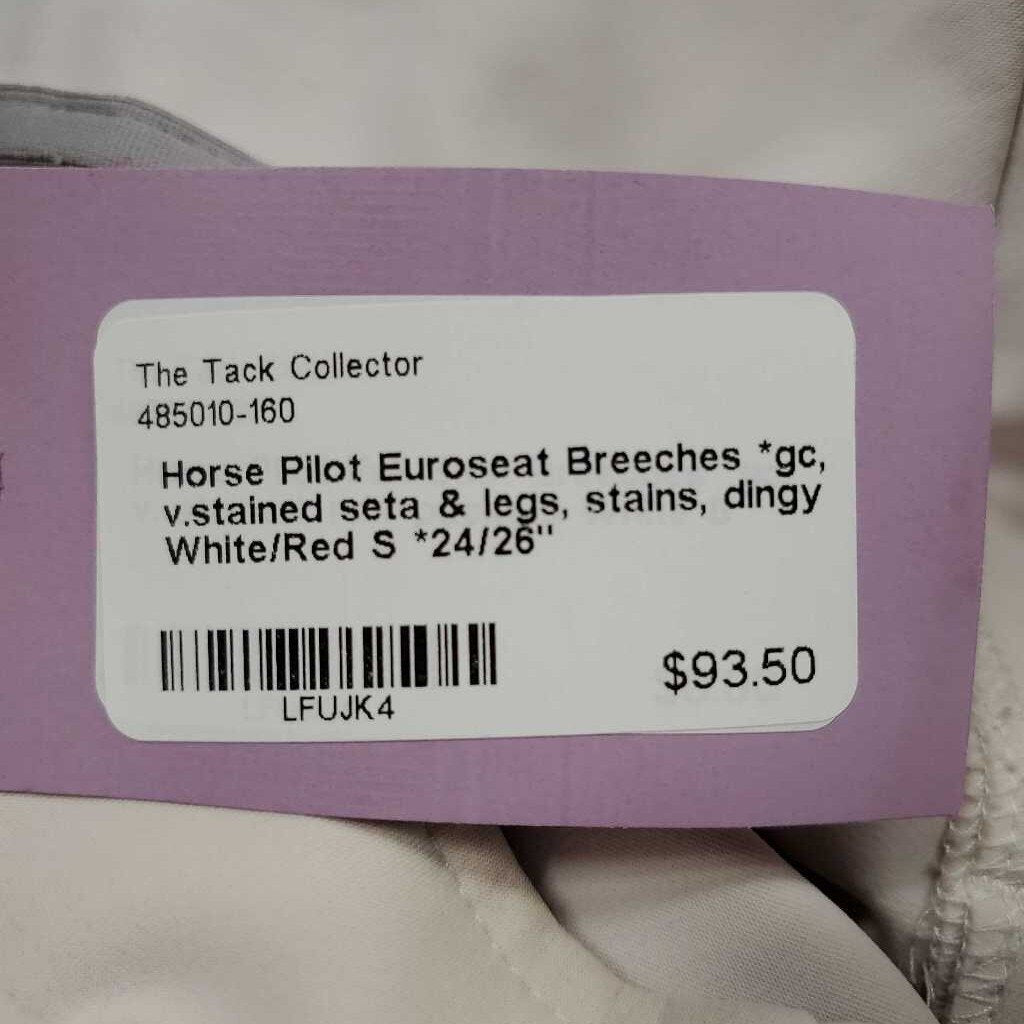 The Tack Collector
485010-160
Horse Pilot Euroseat Breeches *gc,
v.stained seta & legs, stains, dingy
White/Red S *24/26"
LFUJK4
$93.50